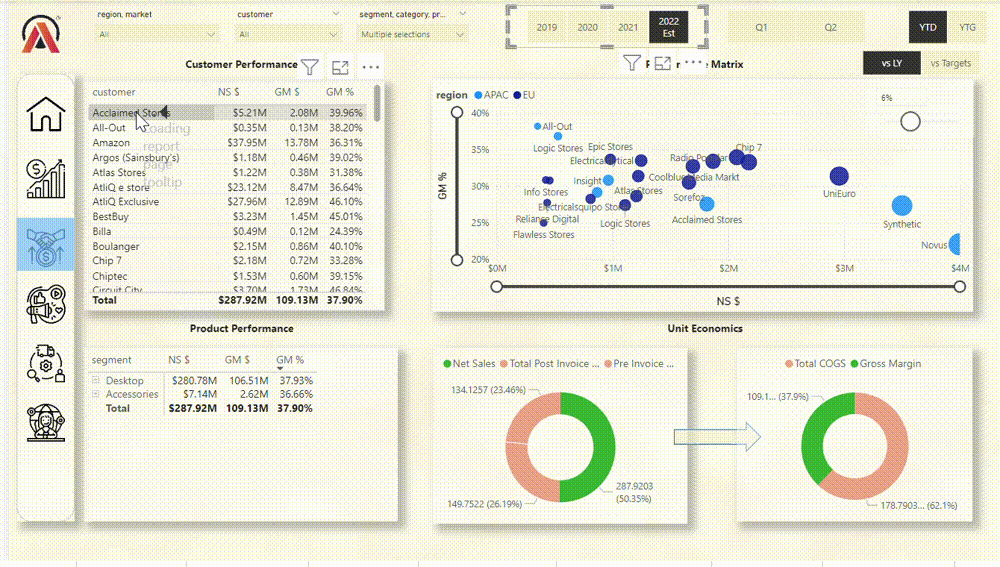 region, market
customer
segment, category, pr...
All
All
Multiple selections
2019
2020
2021
2022
Est
Q1
Q2
YTD
YTG
vs LY
vs Targets
Customer Performance
customer NS $ GM $ GM %
Acclaimed Stores $5.21M 2.08M 39.96%
All-Out $0.35M 0.13M 38.20%
Amazon $37.95M 13.78M 36.31%
Argos (Sainsbury's) $1.18M 0.46M 39.02%
Atlas Stores $1.22M 0.38M 31.38%
AtliQ e store $23.12M 8.47M 36.64%
AtliQ Exclusive $27.96M 12.89M 46.10%
BestBuy $3.23M 1.45M 45.01%
Billa $0.49M 0.12M 24.39%
Boulanger $2.15M 0.86M 40.10%
Chip 7 $2.18M 0.72M 33.28%
Chiptec $1.53M 0.60M 39.15%
Circuit City $3.70M 1.73M 46.84%
Total $287.92M 109.13M 37.90%
Loading
report
page
tooltip
Matrix
region APAC EU
6%
GM %
40%
35%
30%
25%
20%
All-Out
Logic Stores
Epic Stores
Radio Popular
Chip 7
Insight
Coolblue
Media Markt
Info Stores
Atlas Stores
Sorefoz
UniEuro
Reliance Digital
Logic Stores
Acclaimed Stores
Synthetic
Flawless Stores
Novus
$0M
$1M
$2M
$3M
$4M
NS $
Product Performance
segment NS $ GM $ GM %
Desktop $280.78M 106.51M 37.93%
Accessories $7.14M 2.62M 36.66%
Total $287.92M 109.13M 37.90%
Unit Economics
Net Sales Total Post Invoice ... Pre Invoice ...
134.1257 (23.46%)
149.7522 (26.19%)
287.9203
(50.35%)
Total COGS Gross Margin
109.1... (37.9%)
178.7903... (62.1%)